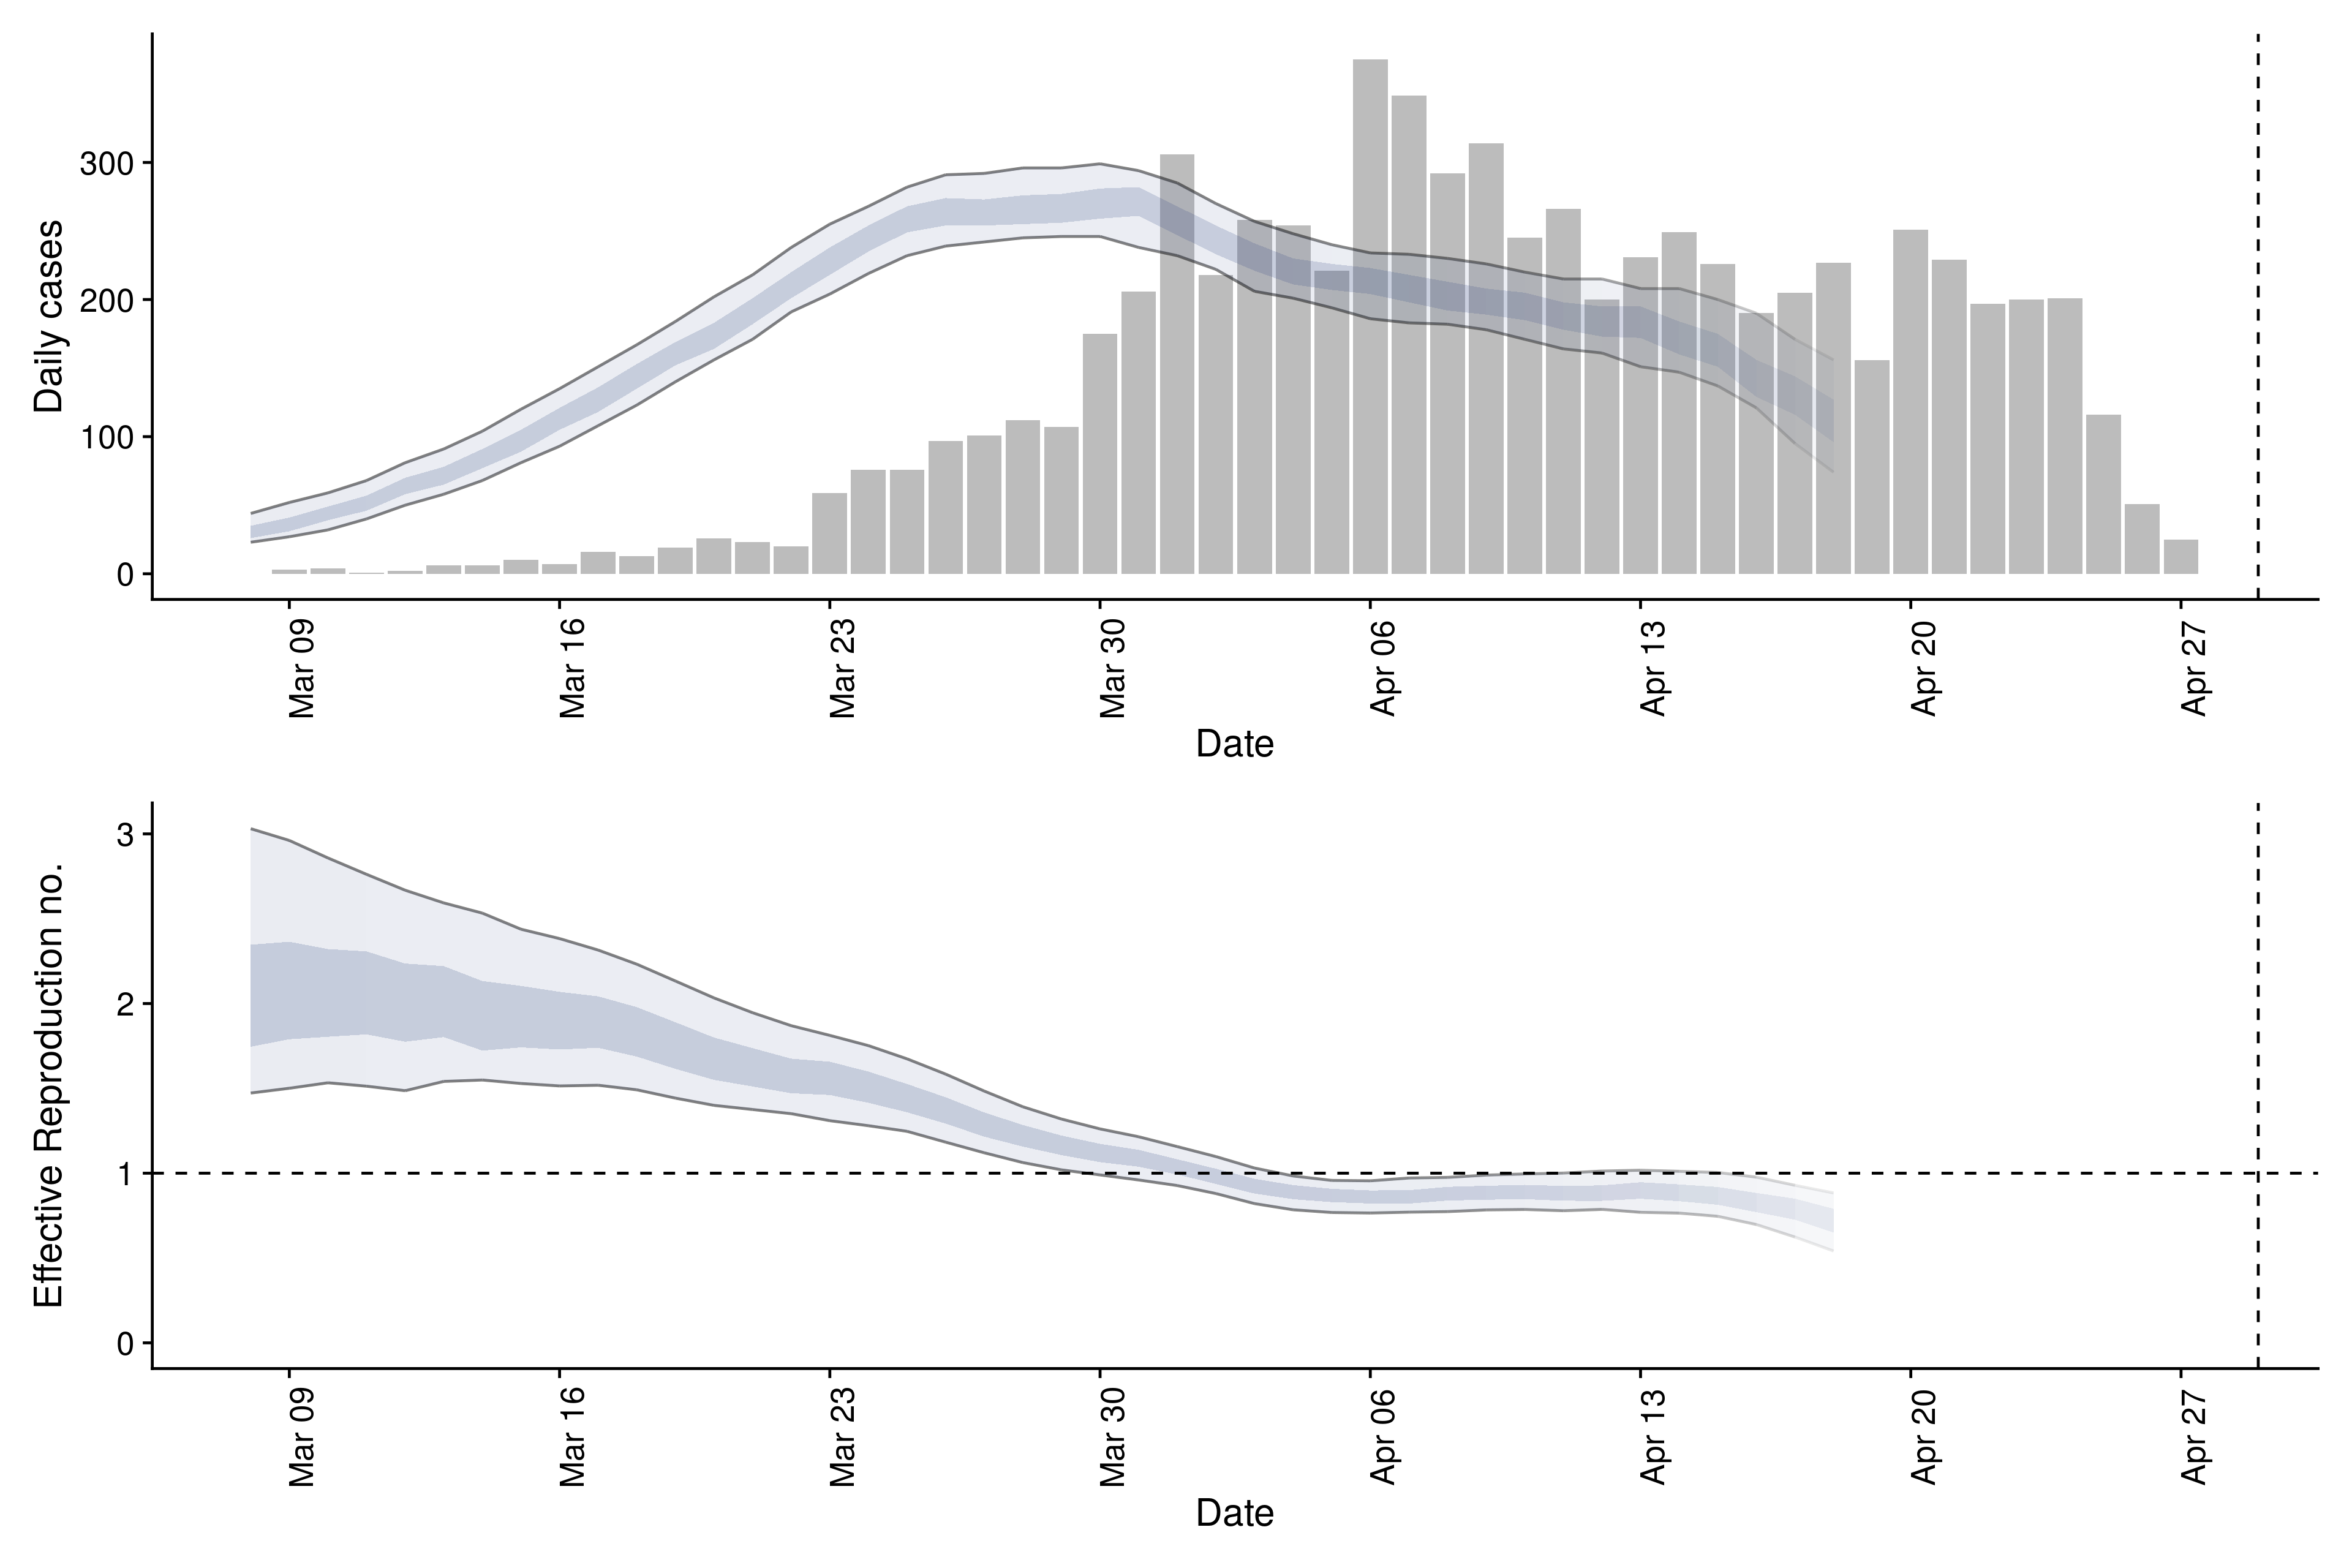 Daily cases
300
200
100
0
Mar 09
Mar 16
Mar 23
Mar 30
Apr 06
Apr 13
Apr 20
Apr 27
Date
Effective Reproduction no.
3
2
1
0
Mar 09
Mar 16
Mar 23
Mar 30
Apr 06
Apr 13
Apr 20
Apr 27
Date